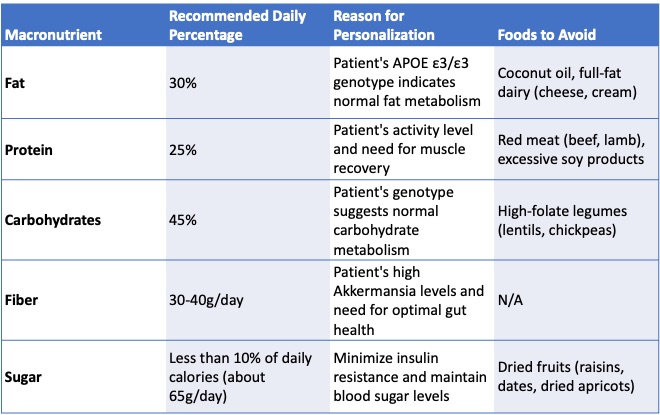 Macronutrient
Recommended Daily
Percentage
Reason for
Personalization
Foods to Avoid
Fat
30%
Patient's APOE ε3/ε3
genotype indicates
normal fat metabolism
Coconut oil, full-fat
dairy (cheese, cream)
Protein
25%
Patient's activity level
and need for muscle
recovery
Red meat (beef, lamb),
excessive soy products
Carbohydrates
45%
Patient's genotype
suggests normal
carbohydrate
metabolism
High-folate legumes
(lentils, chickpeas)
Fiber
30-40g/day
Patient's high
Akkermansia levels and
need for optimal gut
health
N/A
Sugar
Less than 10% of daily
calories (about
65g/day)
Minimize insulin
resistance and maintain
blood sugar levels
Dried fruits (raisins,
dates, dried apricots)